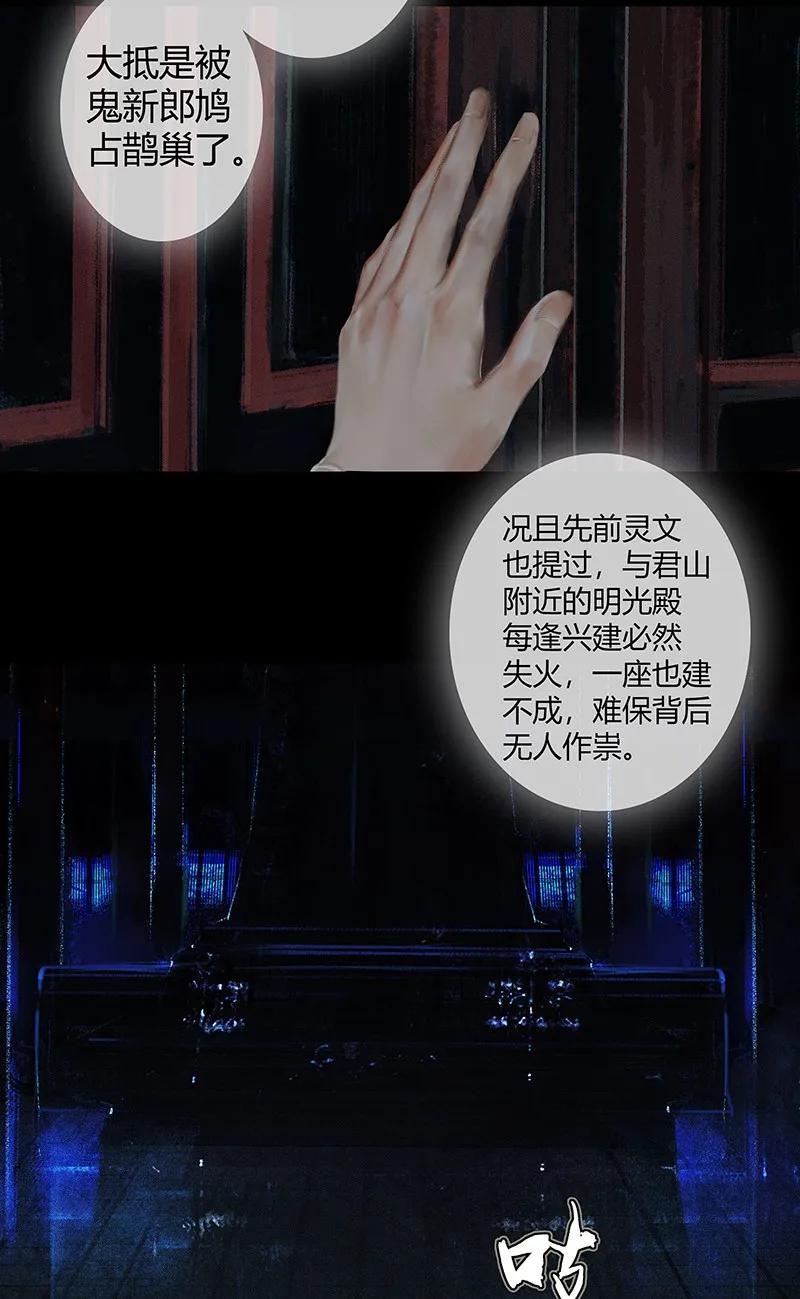 大抵是被
鬼新郎鸠
占鹊巢了。
况且先前灵文
也提过，与君山
附近的明光殿
每逢兴建必然
失火，一座也建
不成，难保背后
无人作祟。
咕